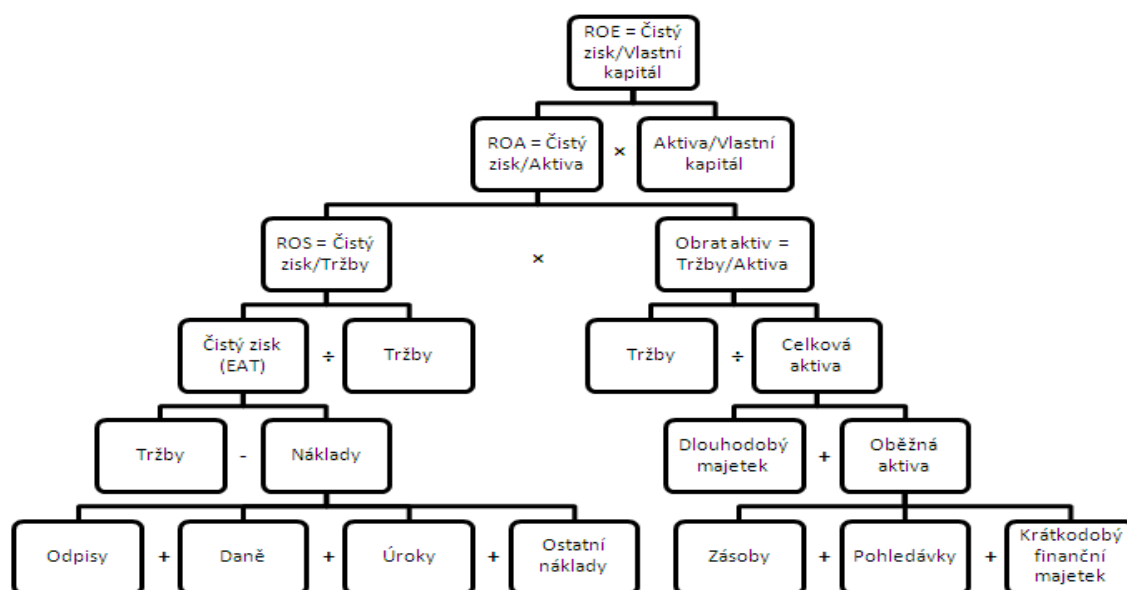 ROE = Čistý
zisk/Vlastní
kapitál
ROA = Čistý
zisk/Aktiva
×
Aktiva/Vlastní
kapitál
ROS = Čistý
zisk/Tržby
×
Obrat aktiv =
Tržby/Aktiva
Čistý zisk
(EAT)
÷
Tržby
Tržby
÷
Celková
aktiva
Tržby
-
Náklady
Dlouhodobý
majetek
+
Oběžná
aktiva
Odpisy
+
Daně
+
Úroky
+
Ostatní
náklady
Zásoby
+
Pohledávky
+
Krátkodobý
finanční
majetek